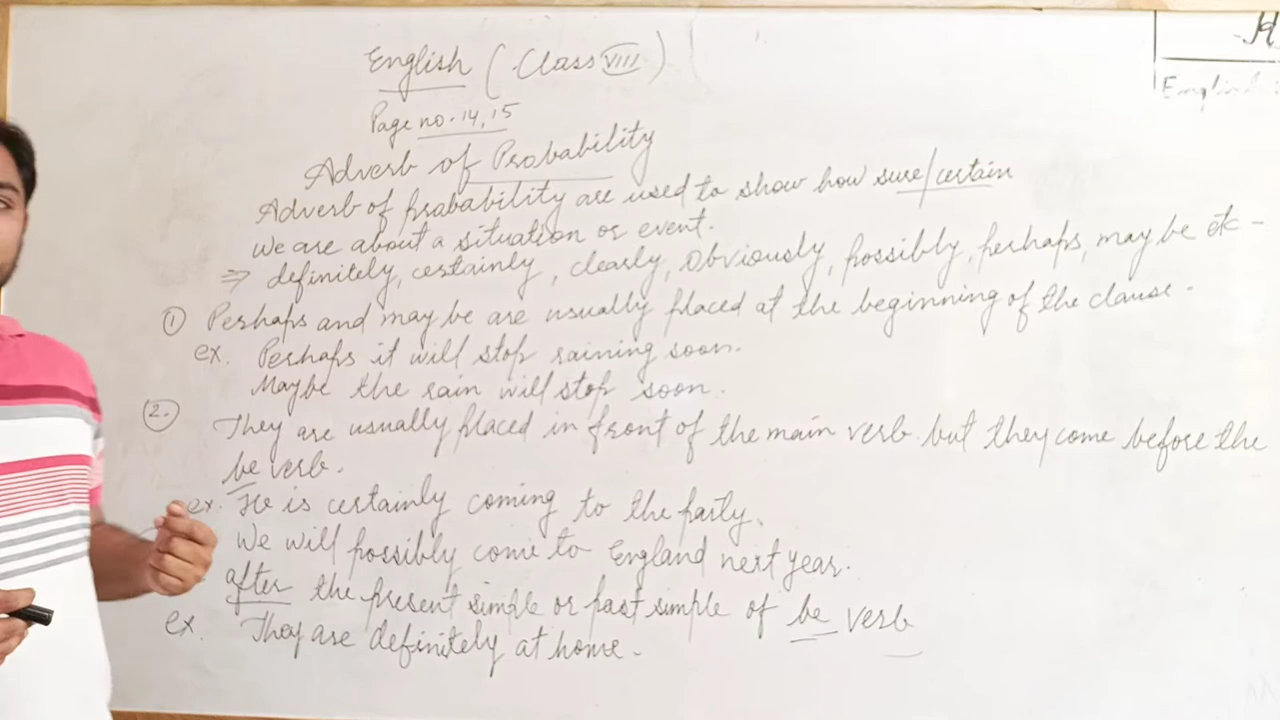 English (Class VIII)
Page no. 14, 15
Adverb of Probability
Adverb of probability are used to show how sure/certain
we are about a situation or event.
⇒ definitely, certainly, clearly, obviously, possibly, perhaps, may be etc -
① Perhaps and may be are usually placed at the beginning of the clause.
ex. Perhaps it will stop raining soon.
Maybe the rain will stop soon.
②. They are usually placed in front of the main verb. but they come before the
be verb.
ex. He is certainly coming to the party.
We will possibly come to England next year.
after the present simple or past simple of be verb
ex. They are definitely at home.
English